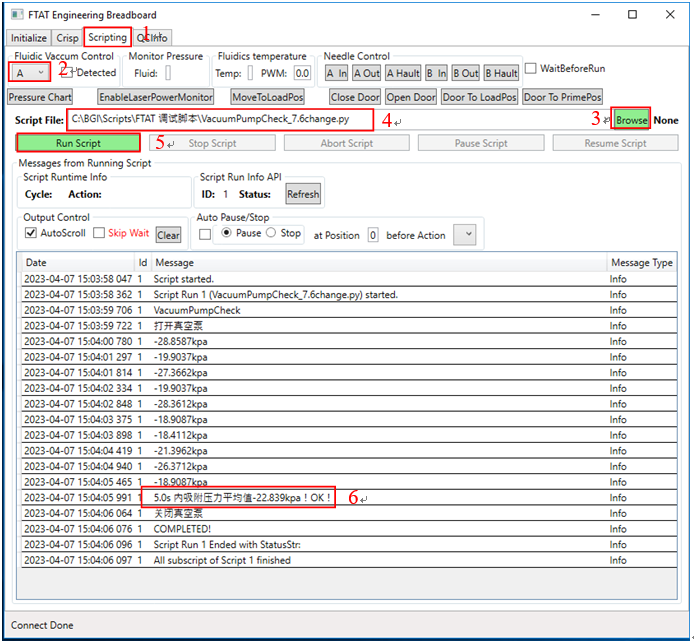 FTAT Engineering Breadboard
Initialize Crisp Scripting 1 QC Info
Fluidic Vaccum Control Monitor Pressure Fluidics temperature Needle Control
A 2 Detected Fluid: Temp: PWM: 0.0 A In A Out A Hault B In B Out B Hault WaitBeforeRun
Pressure Chart EnableLaserPowerMonitor MoveToLoadPos Close Door Open Door Door To LoadPos Door To PrimePos
Script File: C:\BGI\Scripts\FTAT 调试脚本\VacuumPumpCheck_7.6change.py 4 3 Browse None
Run Script 5 Stop Script Abort Script Pause Script Resume Script
Messages from Running Script
Script Runtime Info Script Run Info API
Cycle: Action: ID: 1 Status: Refresh
Output Control Auto Pause/Stop
AutoScroll Skip Wait Clear Pause Stop at Position 0 before Action
Date Id Message Message Type
2023-04-07 15:03:58 047 1 Script started. Info
2023-04-07 15:03:58 362 1 Script Run 1 (VacuumPumpCheck_7.6change.py) started. Info
2023-04-07 15:03:59 706 1 VacuumPumpCheck Info
2023-04-07 15:03:59 722 1 打开真空泵 Info
2023-04-07 15:04:00 780 1 -28.8587kpa Info
2023-04-07 15:04:01 297 1 -19.9037kpa Info
2023-04-07 15:04:01 814 1 -27.3662kpa Info
2023-04-07 15:04:02 334 1 -19.9037kpa Info
2023-04-07 15:04:02 848 1 -28.3612kpa Info
2023-04-07 15:04:03 375 1 -18.9087kpa Info
2023-04-07 15:04:03 898 1 -18.4112kpa Info
2023-04-07 15:04:04 419 1 -21.3962kpa Info
2023-04-07 15:04:04 940 1 -26.3712kpa Info
2023-04-07 15:04:05 465 1 -18.9087kpa Info
2023-04-07 15:04:05 991 1 5.0s 内吸附压力平均值-22.839kpa！OK！ 6 Info
2023-04-07 15:04:06 064 1 关闭真空泵 Info
2023-04-07 15:04:06 076 1 COMPLETED! Info
2023-04-07 15:04:06 096 1 Script Run 1 Ended with StatusStr: Info
2023-04-07 15:04:06 097 1 All subscript of Script 1 finished Info
Connect Done